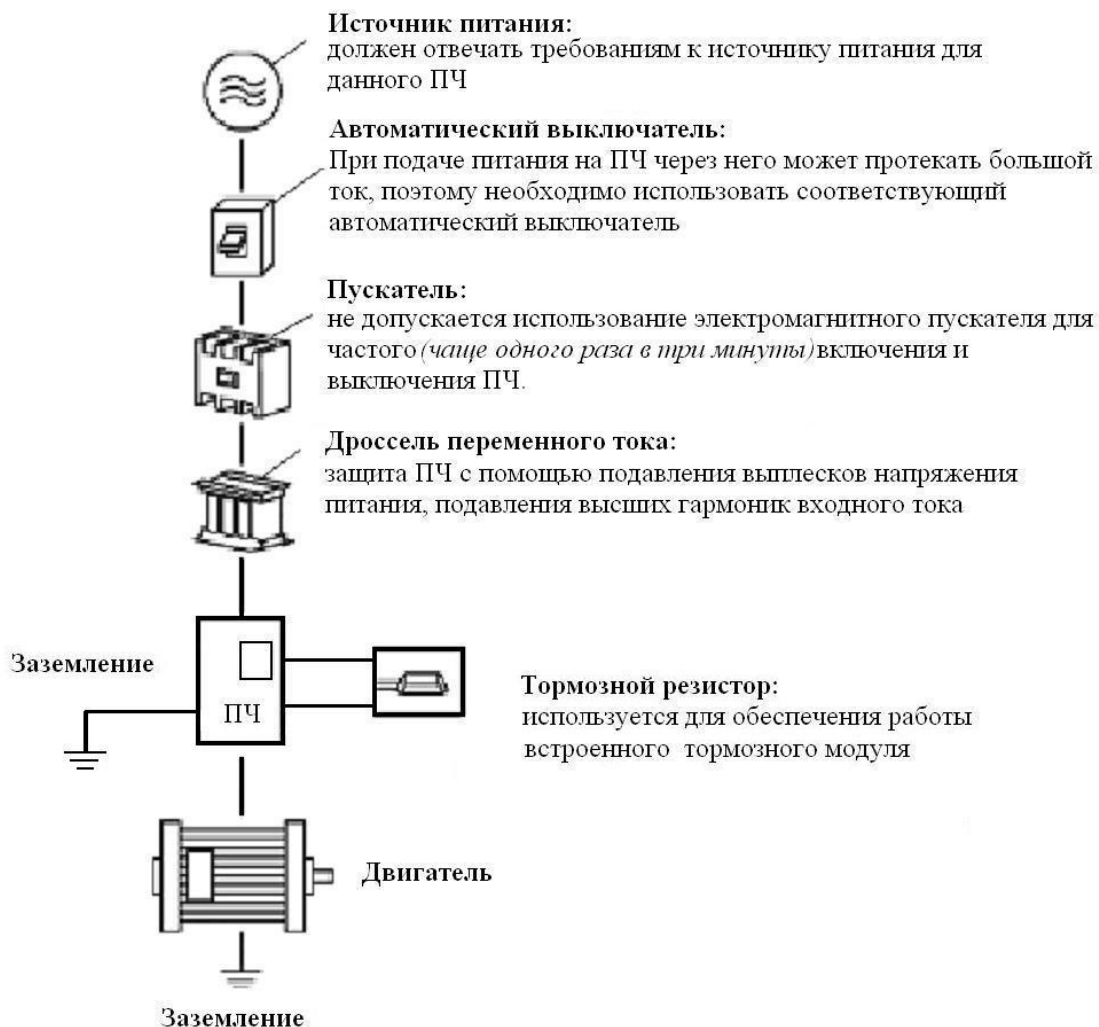 Источник питания:
должен отвечать требованиям к источнику питания для
данного ПЧ
Автоматический выключатель:
При подаче питания на ПЧ через него может протекать большой
ток, поэтому необходимо использовать соответствующий
автоматический выключатель
Пускатель:
не допускается использование электромагнитного пускателя для
частого (чаще одного раза в три минуты) включения и
выключения ПЧ.
Дроссель переменного тока:
защита ПЧ с помощью подавления выплесков напряжения
питания, подавления высших гармоник входного тока
Заземление
ПЧ
Тормозной резистор:
используется для обеспечения работы
встроенного тормозного модуля
Двигатель
Заземление